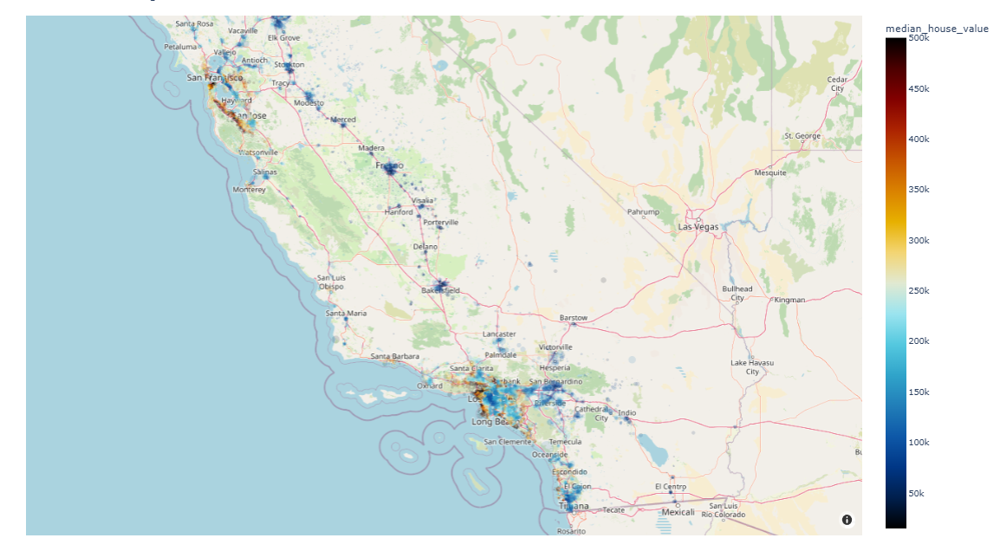 Santa Rosa
Vacaville
Elk Grove
Petaluma
Vallejo
Antioch
Stockton
San Francisco
Tracy
Hayward
Modesto
San Jose
Merced
Madera
Watsonville
Fresno
Salinas
Monterey
Visalia
Hanford
Porterville
Delano
San Luis
Obispo
Bakersfield
Santa Maria
Barstow
Lancaster
Palmdale
Victorville
Hesperia
Santa Barbara
Santa Clarita
Oxnard
San Bernardino
Riverside
Long Bea
Cathedral
City
Indio
San Clemente
Temecula
Oceanside
Escondido
El Cajon
Tijuana
Tecate
Rosarito
El Centro
Mexicali
San Luis
Río Colorado
Cedar
City
St. George
Mesquite
Pahrump
Las Vegas
Bullhead
City
Kingman
Lake Havasu
City
median_house_value
500k
450k
400k
350k
300k
250k
200k
150k
100k
50k